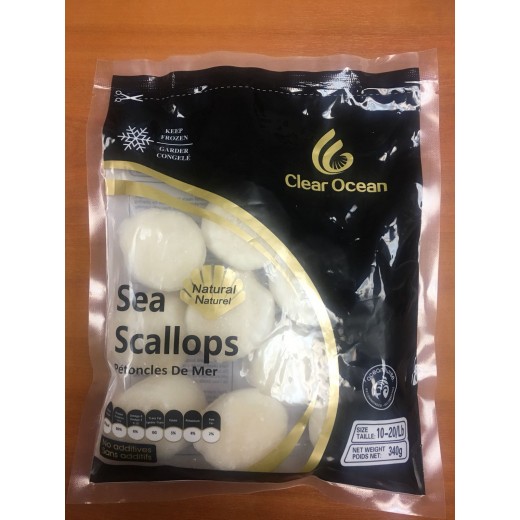 KEEP
FROZEN
GARDER
CONGELÉ
Clear Ocean
Natural
Naturel
Sea
Scallops
Pétoncles De Mer
No additives
Sans additifs
SIZE
TAILLE: 10-20/Lb
NET WEIGHT
POIDS NET: 340g